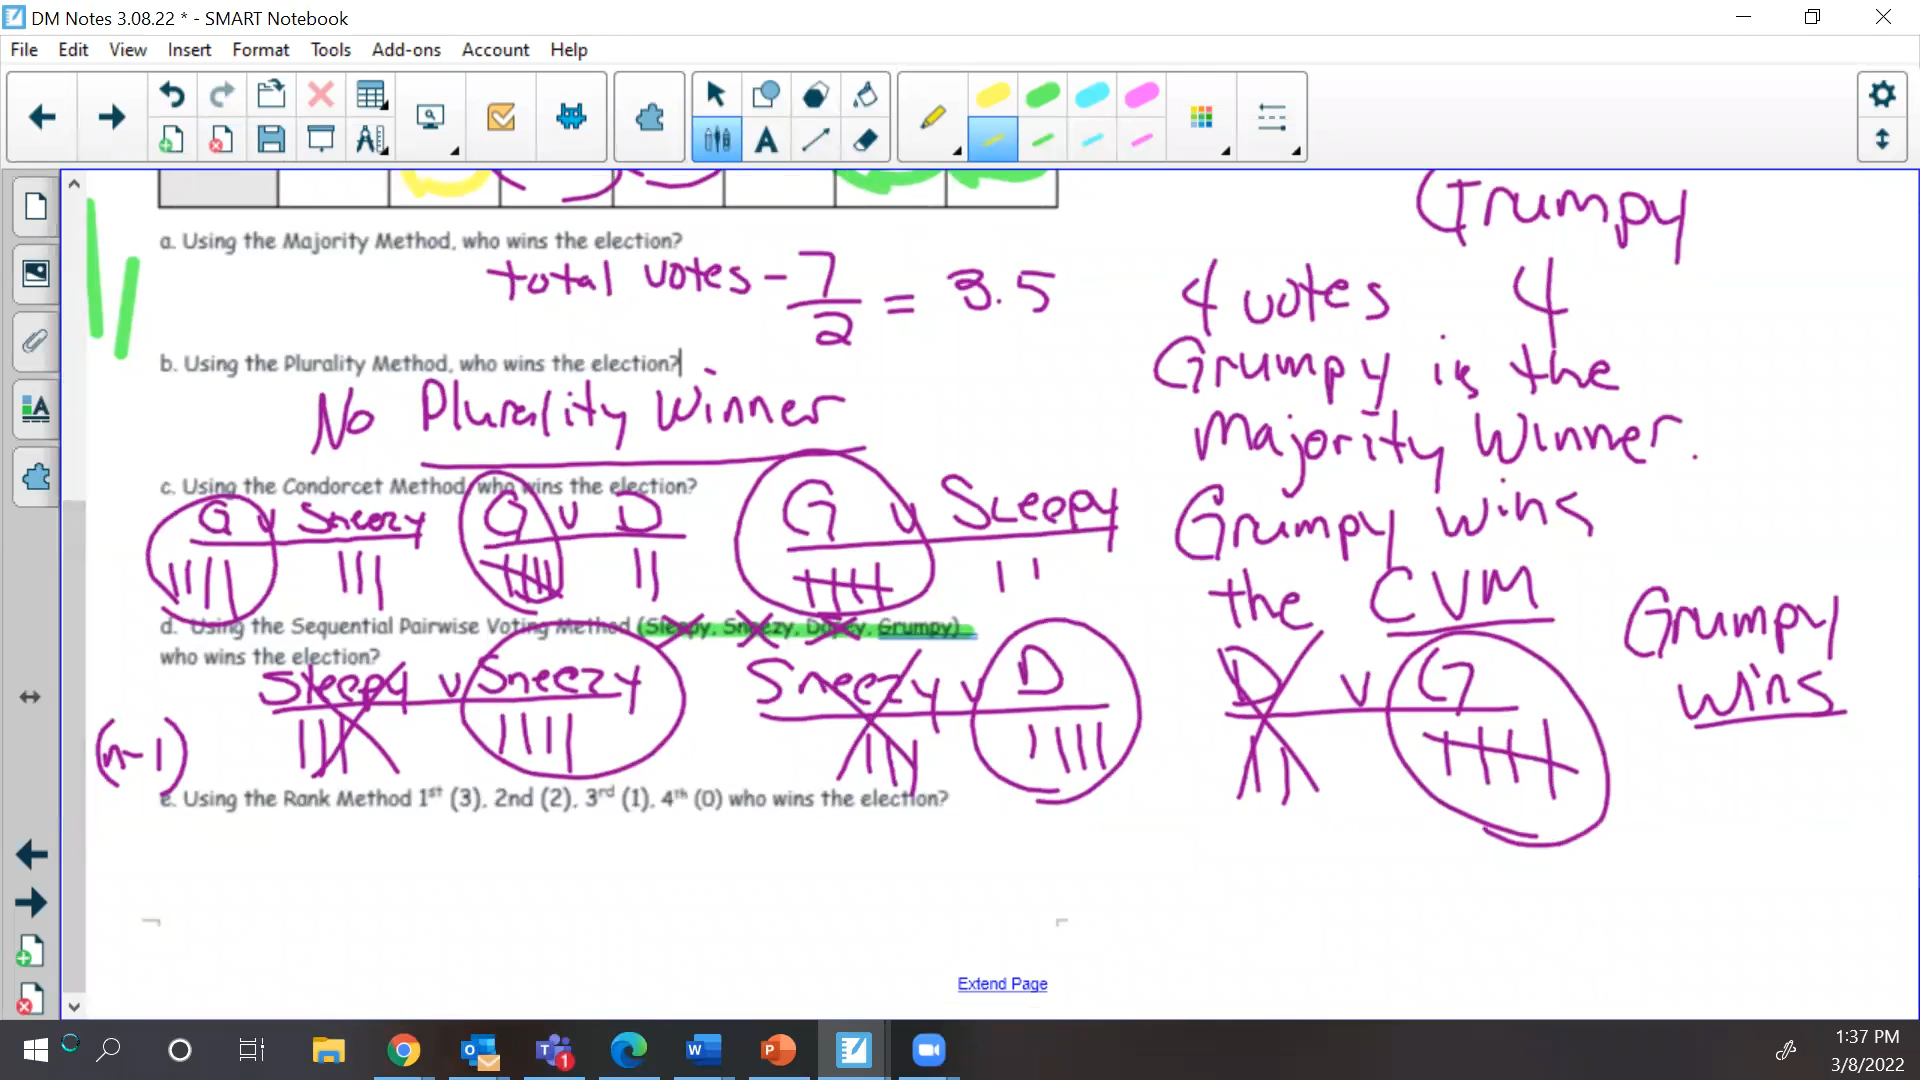 DM Notes 3.08.22 * - SMART Notebook
File Edit View Insert Format Tools Add-ons Account Help
Grumpy
a. Using the Majority Method, who wins the election?
total votes - 7/2 = 3.5
4 votes 4
b. Using the Plurality Method, who wins the election?
Grumpy is the
No Plurality Winner
Majority Winner.
c. Using the Condorcet Method, who wins the election?
G v Sneezy G v D G v Sleepy
Grumpy wins
the CVM
d. Using the Sequential Pairwise Voting Method (Sleepy, Sneezy, Dopey, Grumpy)
who wins the election?
Sleepy v Sneezy Sneezy v D D v G
Grumpy
wins
(n-1)
e. Using the Rank Method 1st (3), 2nd (2), 3rd (1), 4th (0) who wins the election?
Extend Page
1:37 PM
3/8/2022
1